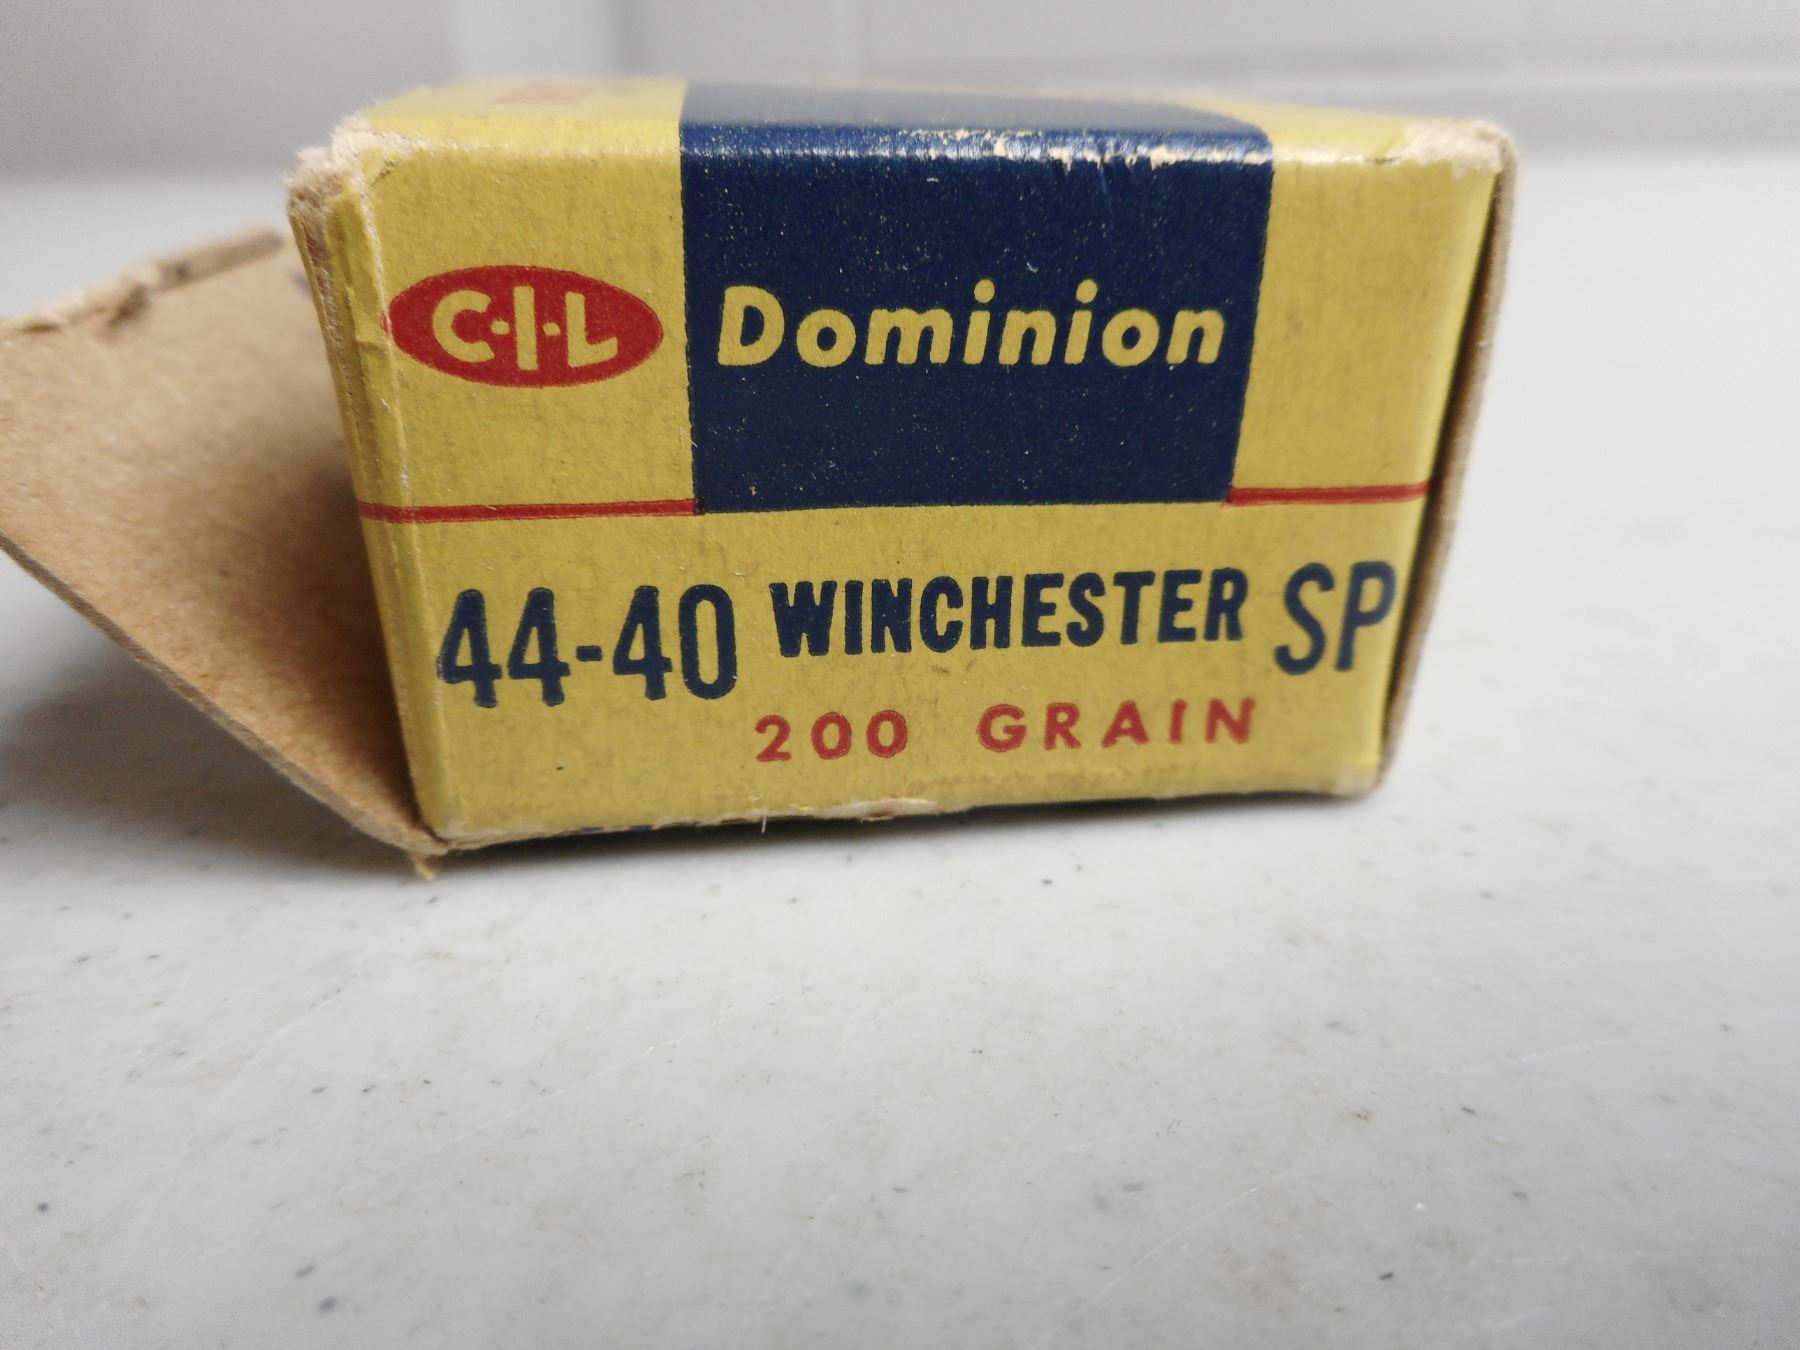 C-I-L Dominion
44-40 WINCHESTER SP
200 GRAIN